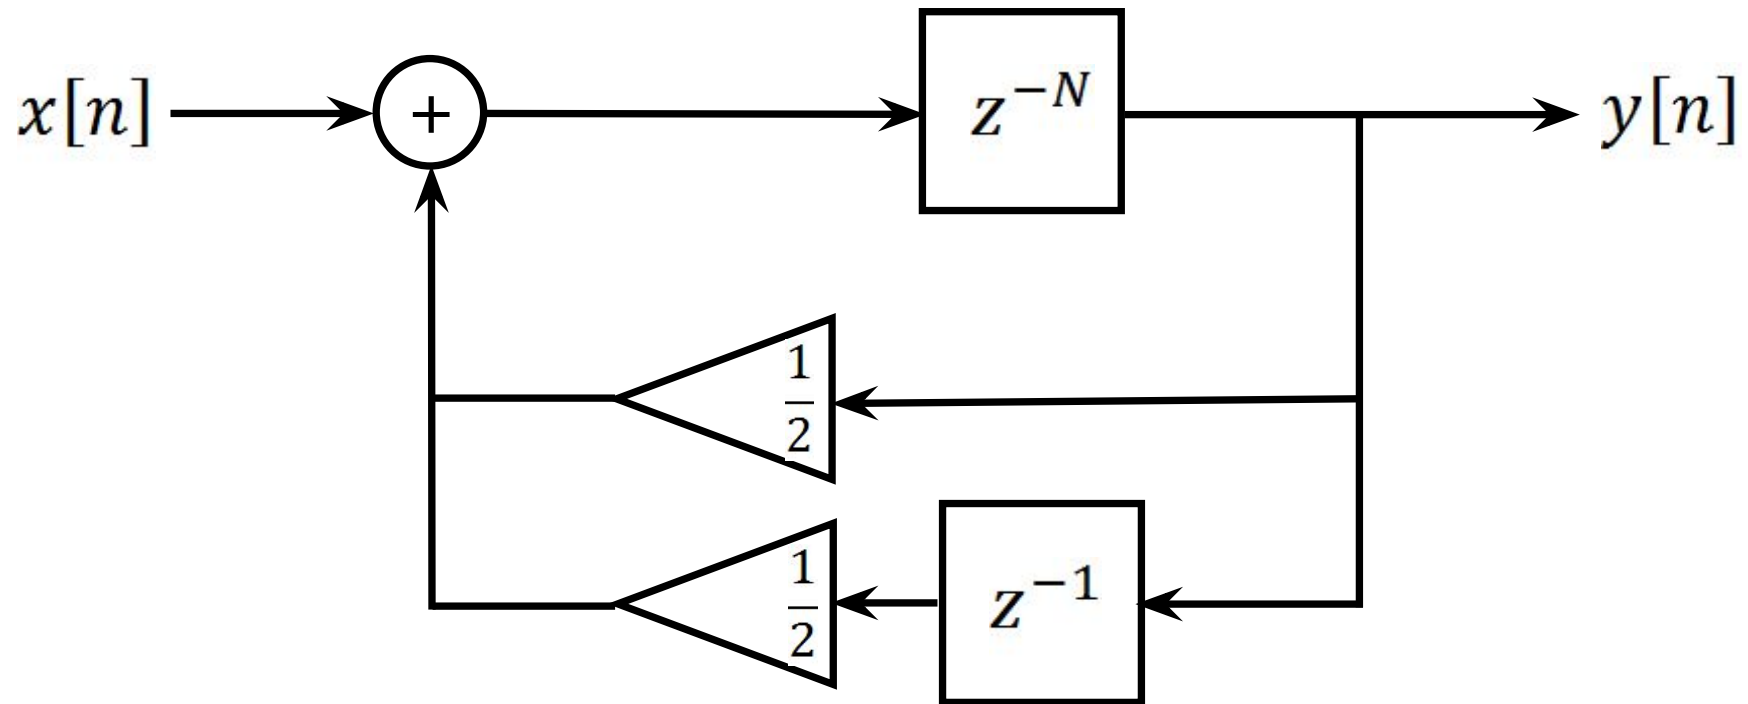 x[n]
+
z^{-N}
y[n]
1/2
1/2
z^{-1}